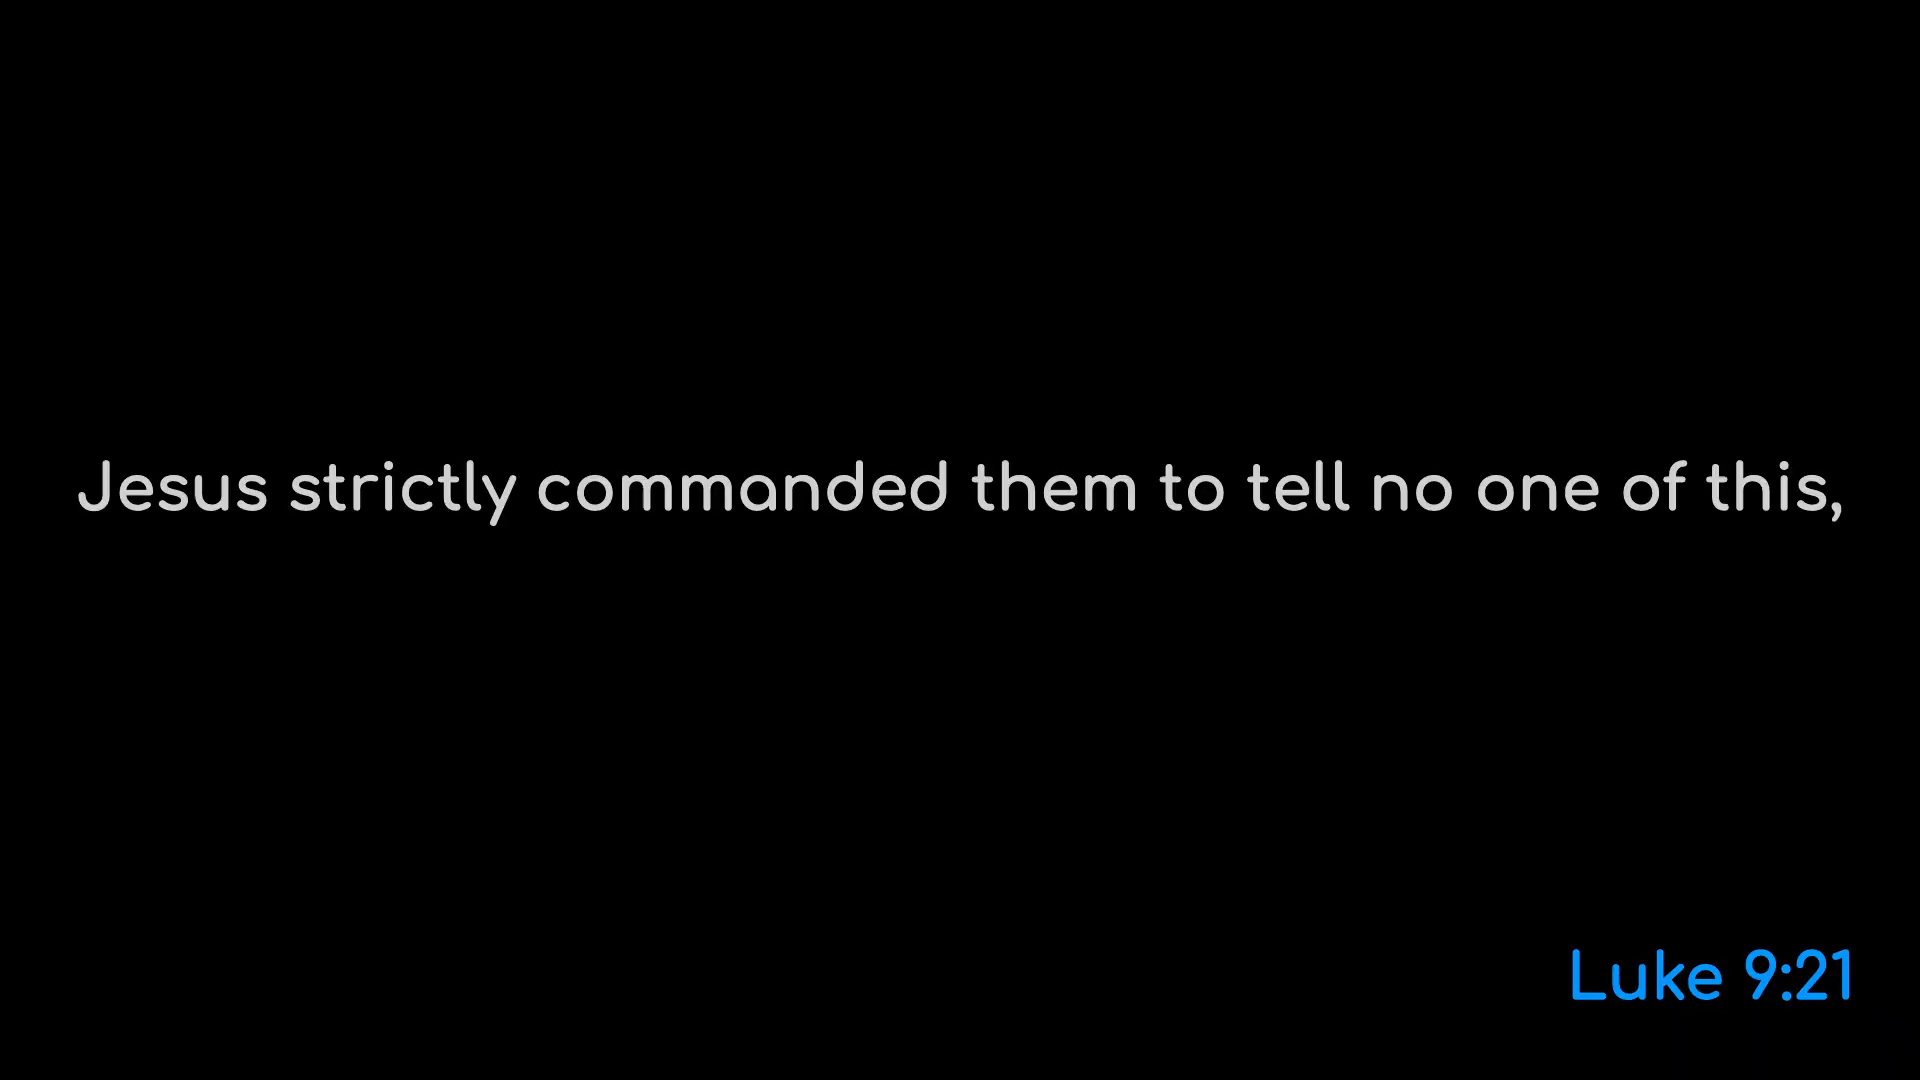 Jesus strictly commanded them to tell no one of this,
Luke 9:21